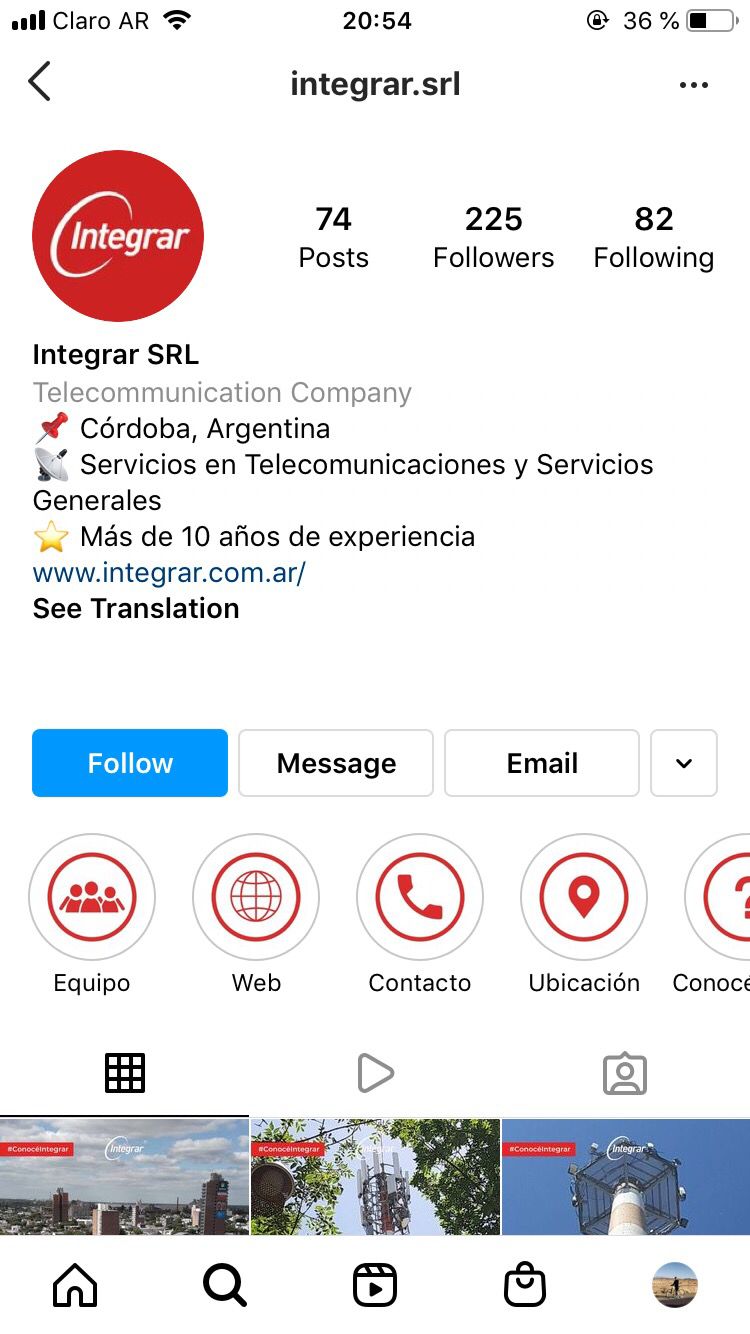 Claro AR
20:54
36 %
integrar.srl
Integrar
74
225
82
Posts
Followers
Following
Integrar SRL
Telecommunication Company
📌 Córdoba, Argentina
📡 Servicios en Telecomunicaciones y Servicios
Generales
⭐ Más de 10 años de experiencia
www.integrar.com.ar/
See Translation
Follow
Message
Email
?
Equipo
Web
Contacto
Ubicación
Conocé
#ConocéIntegrar
Integrar
#ConocéIntegrar
Integrar
#ConocéIntegrar
Integrar